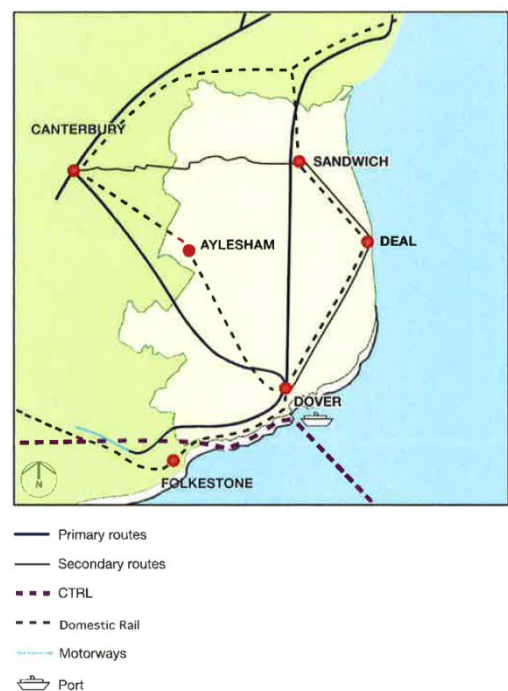 CANTERBURY
SANDWICH
AYLESHAM
DEAL
DOVER
FOLKESTONE
N
Primary routes
Secondary routes
CTRL
Domestic Rail
Motorways
Port